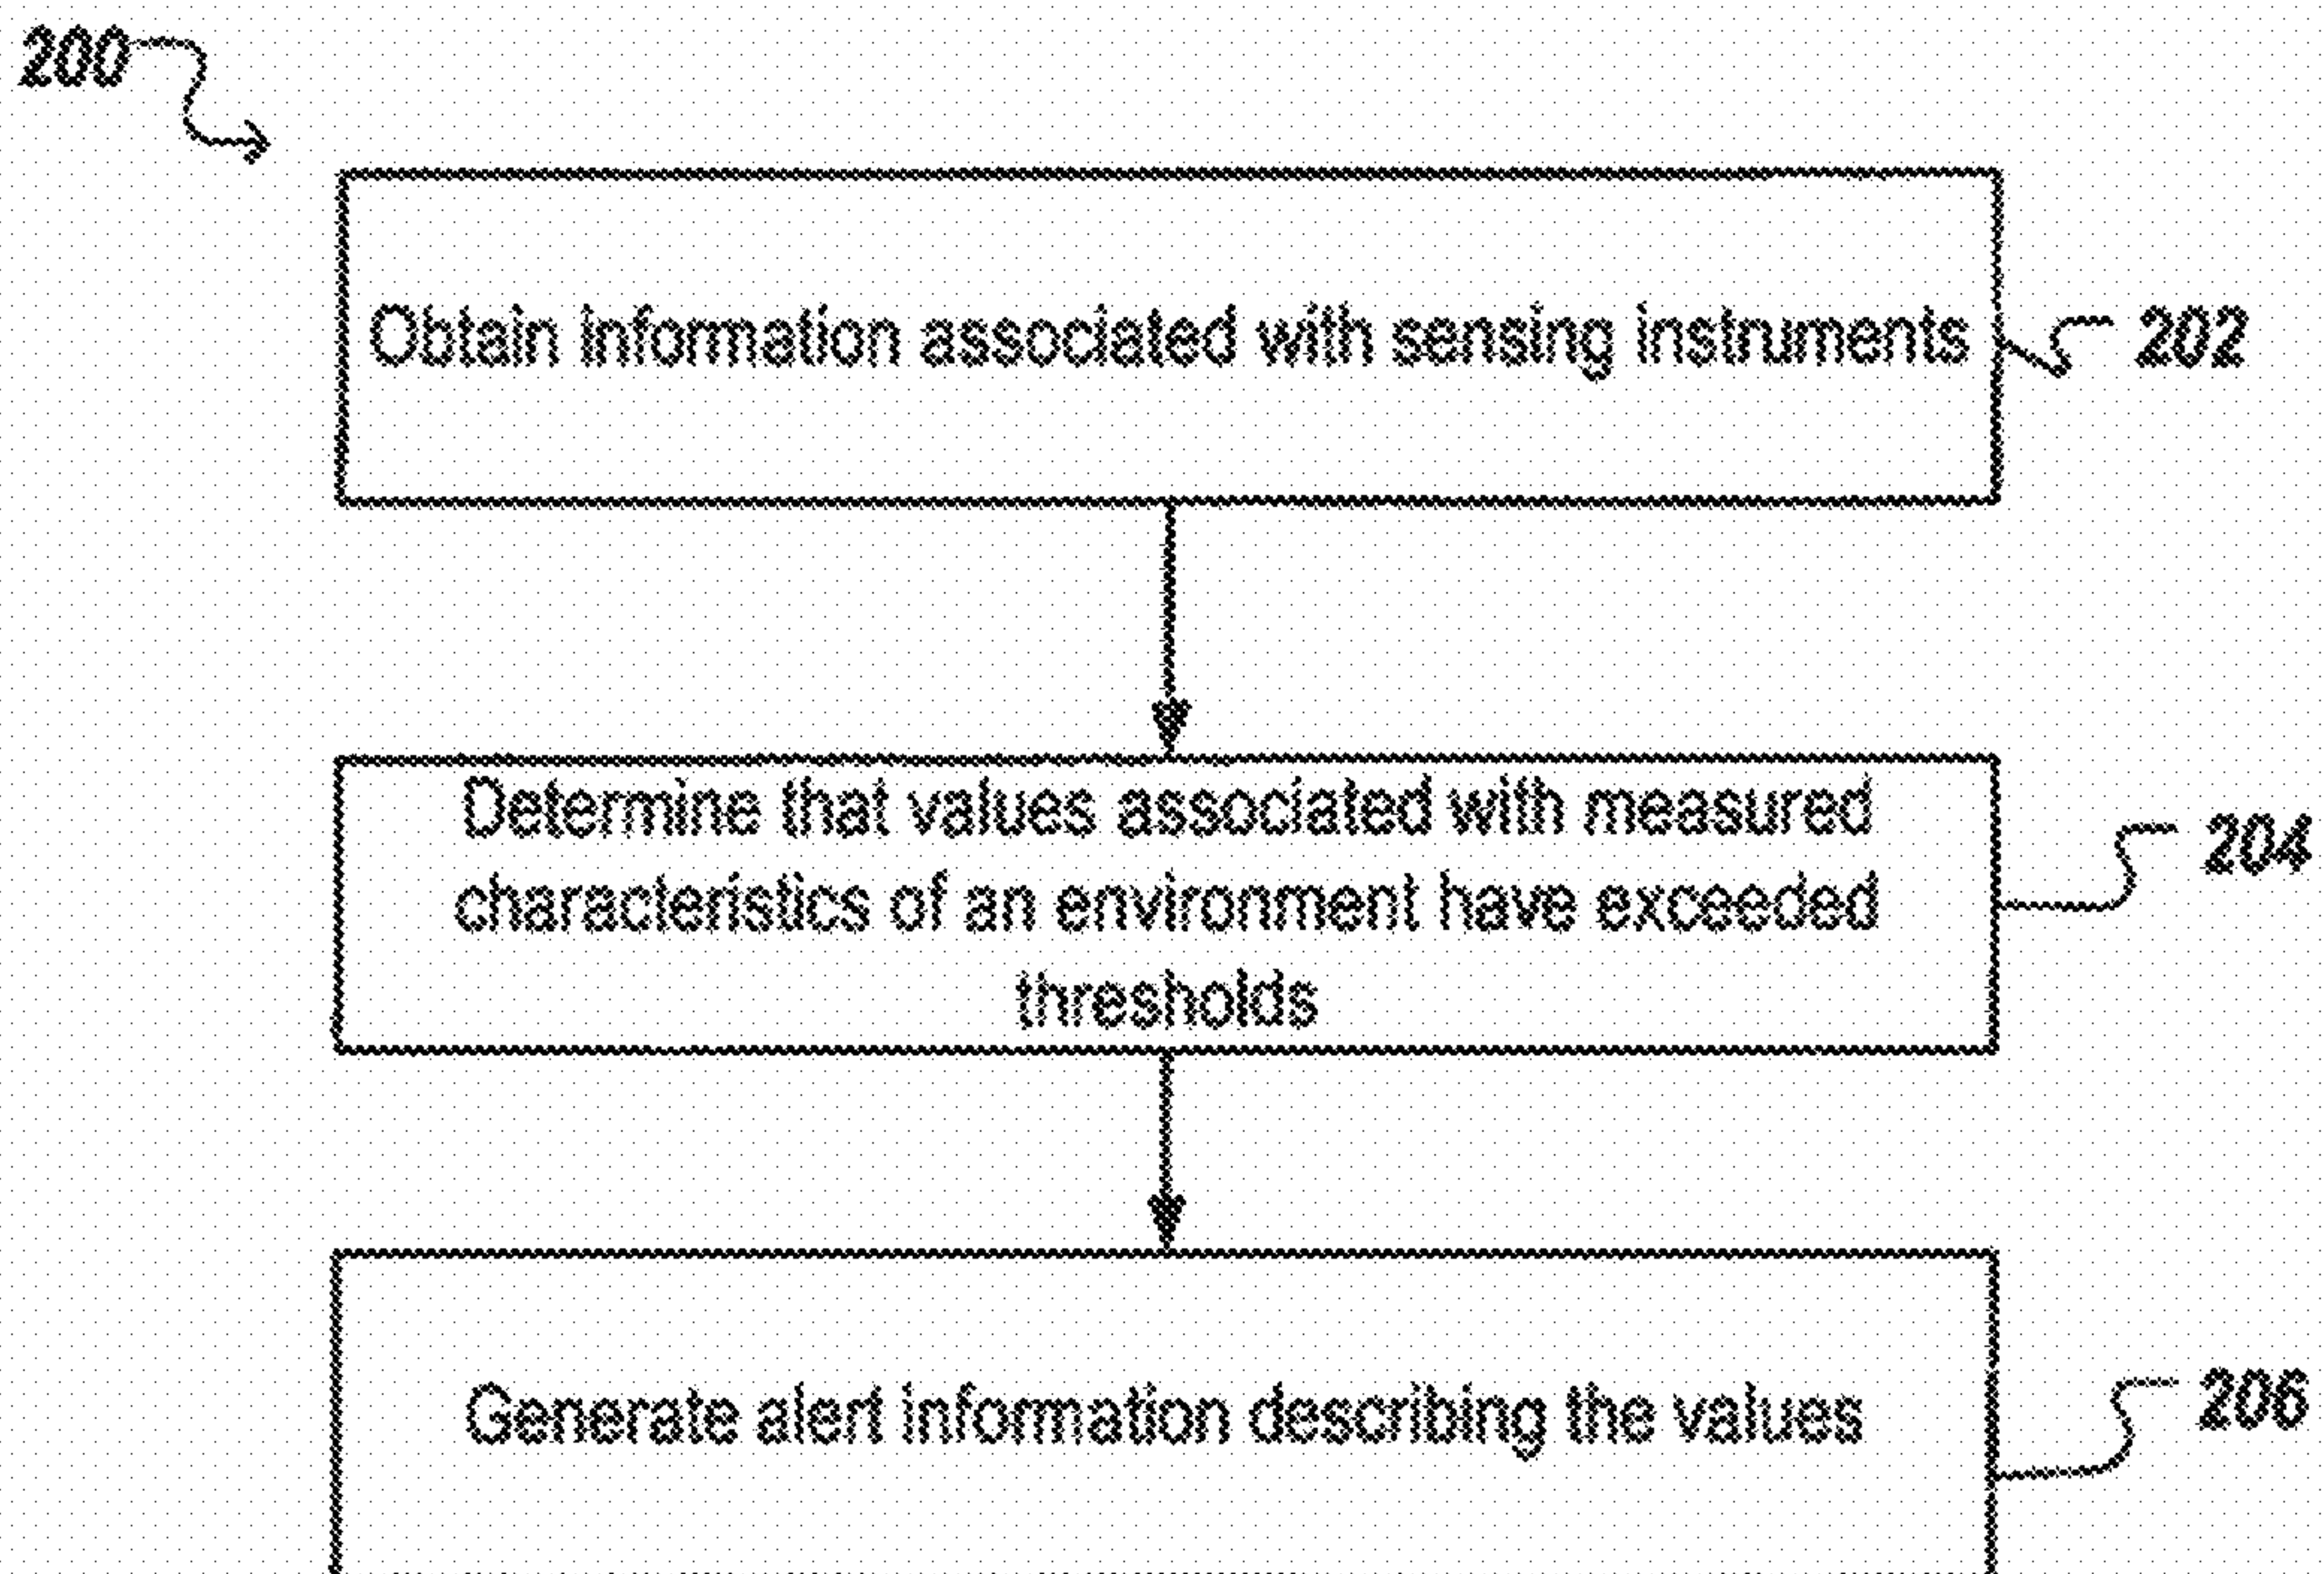 200
Obtain information associated with sensing instruments
202
Determine that values associated with measured
characteristics of an environment have exceeded
thresholds
204
Generate alert information describing the values
206